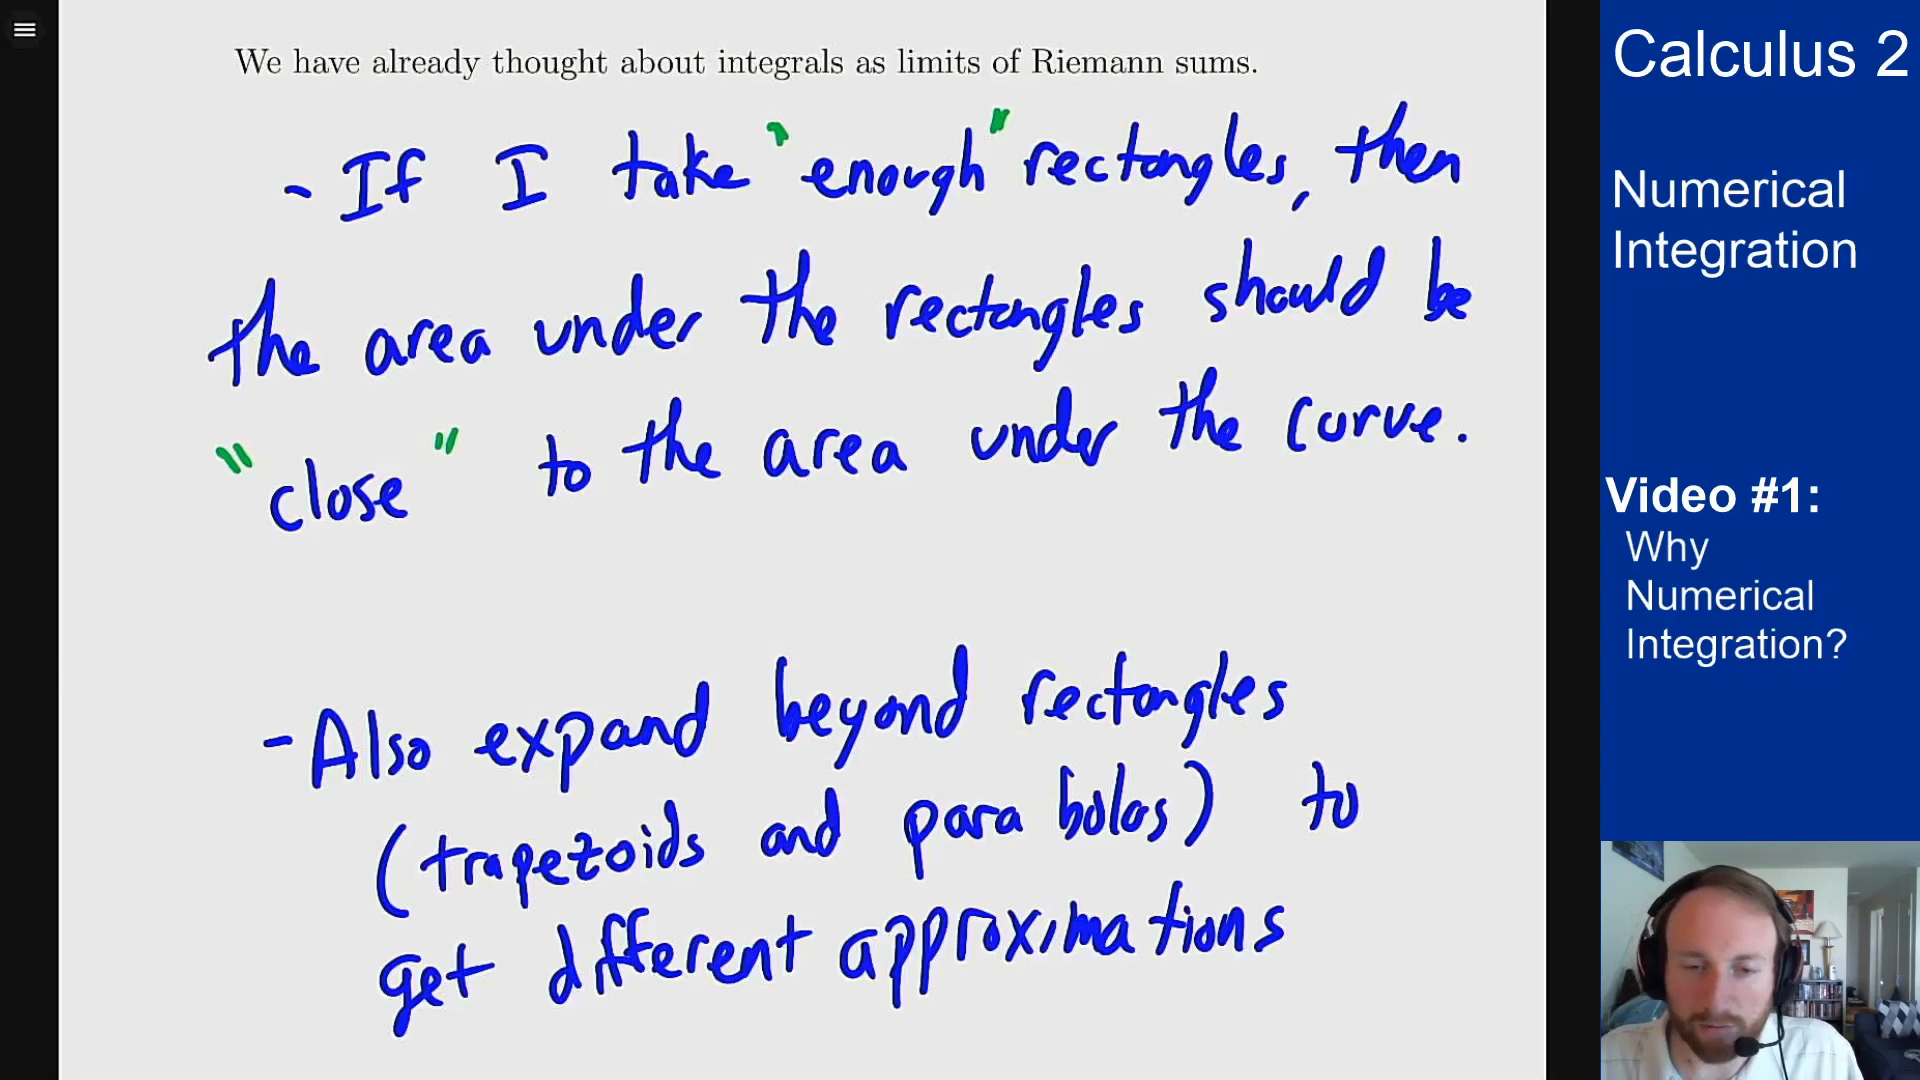 We have already thought about integrals as limits of Riemann sums.
- If I take "enough" rectangles, then
the area under the rectangles should be
"close" to the area under the curve.
- Also expand beyond rectangles
(trapezoids and parabolas) to
get different approximations
Calculus 2
Numerical
Integration
Video #1:
Why
Numerical
Integration?